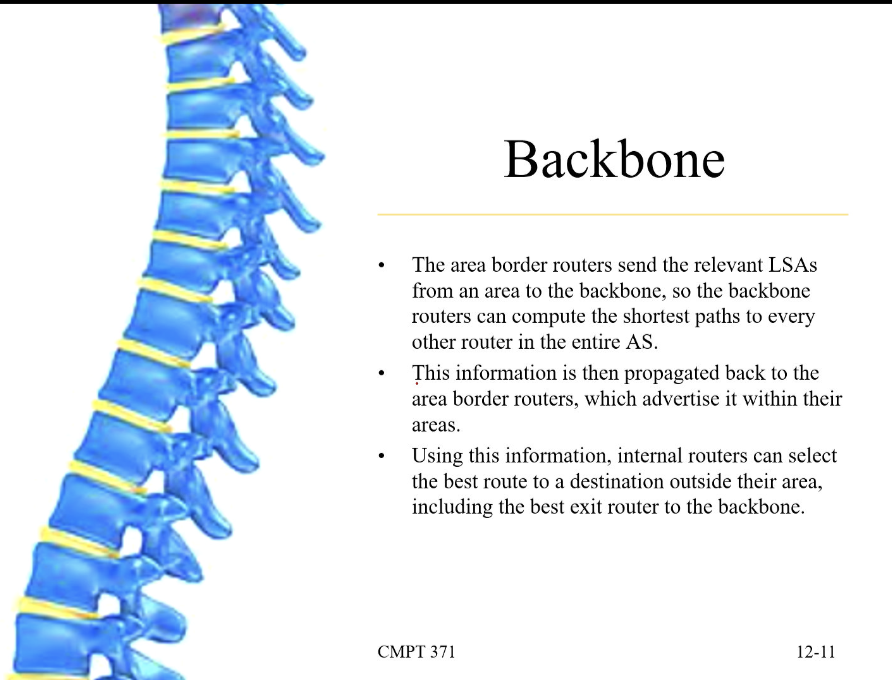 Backbone
• The area border routers send the relevant LSAs
from an area to the backbone, so the backbone
routers can compute the shortest paths to every
other router in the entire AS.
• This information is then propagated back to the
area border routers, which advertise it within their
areas.
• Using this information, internal routers can select
the best route to a destination outside their area,
including the best exit router to the backbone.
CMPT 371
12-11